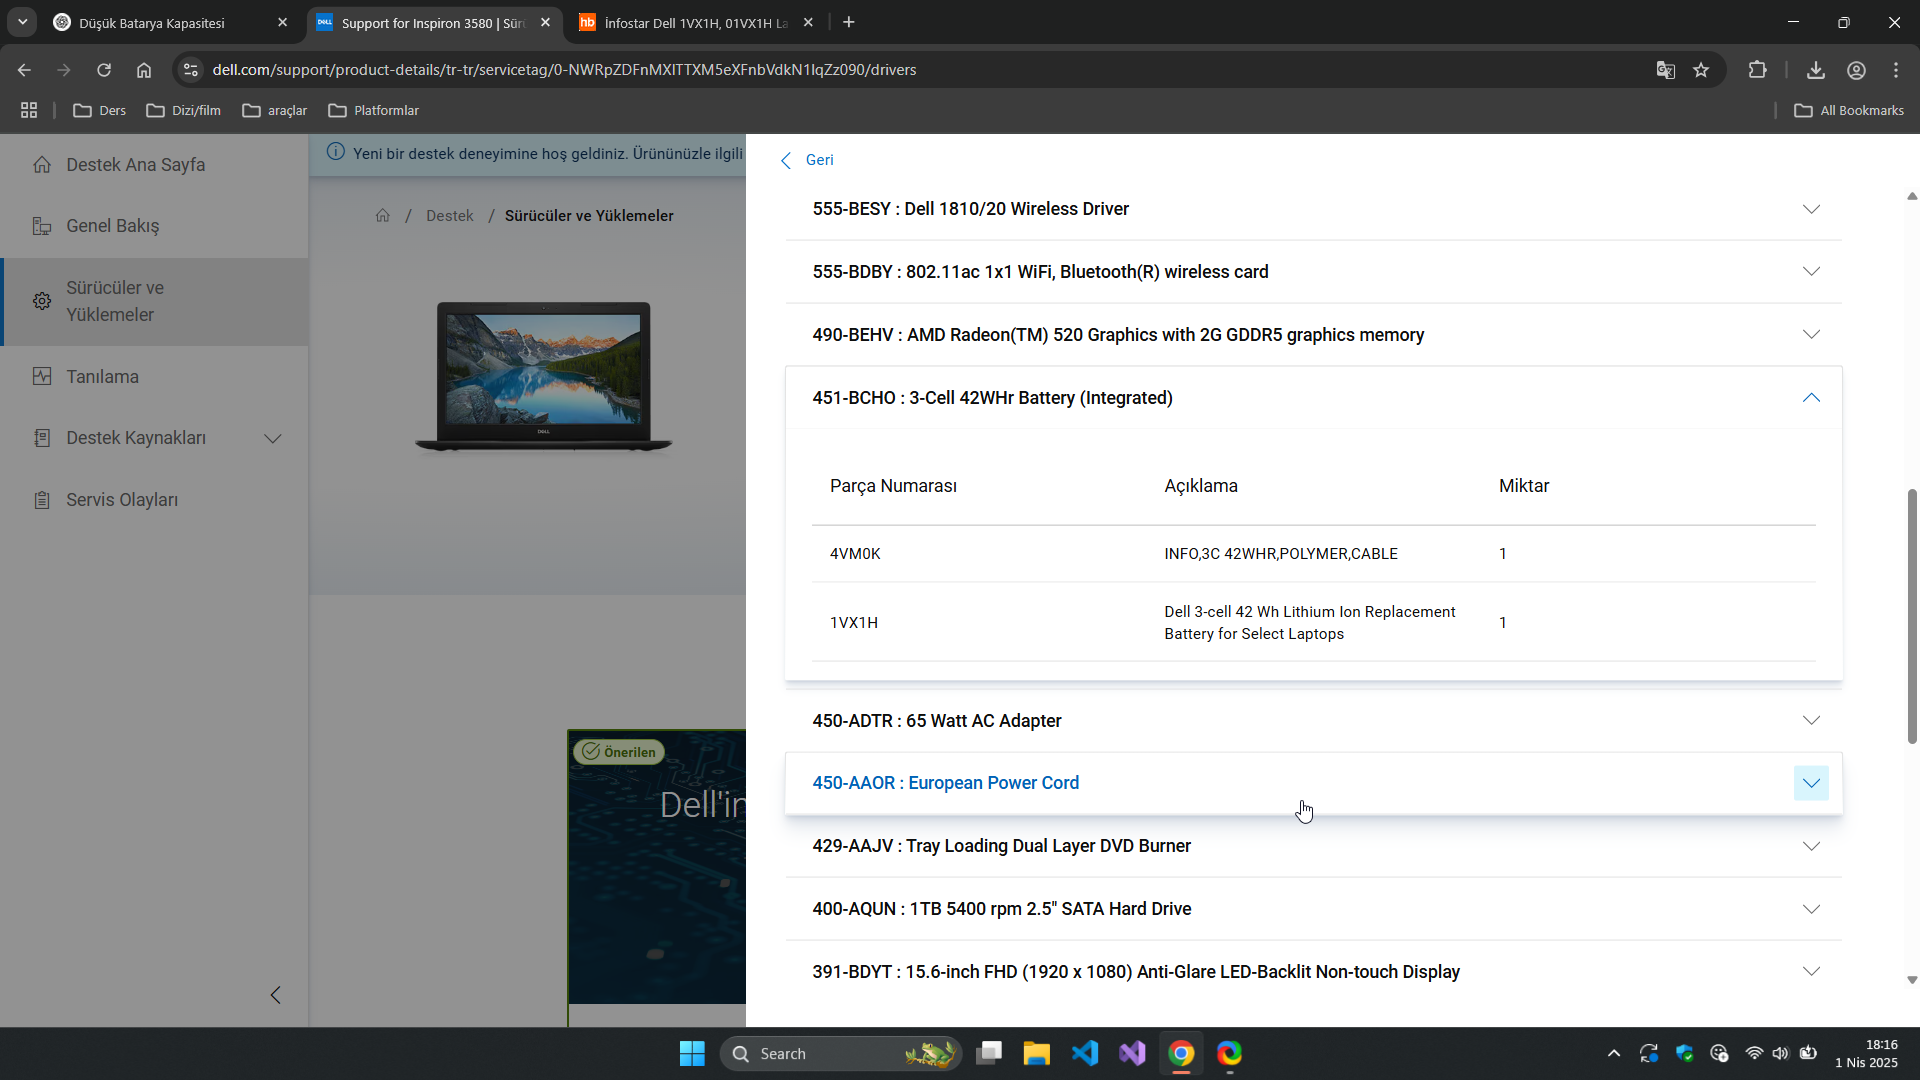 Düşük Batarya Kapasitesi
Support for Inspiron 3580 | Sürü
İnfostar Dell 1VX1H, 01VX1H La
dell.com/support/product-details/tr-tr/servicetag/0-NWRpZDFnMXlTTXM5eXFnbVdkN1lqZz090/drivers
Ders
Dizi/film
araçlar
Platformlar
All Bookmarks
Destek Ana Sayfa
Genel Bakış
Sürücüler ve
Yüklemeler
Tanılama
Destek Kaynakları
Servis Olayları
Yeni bir destek deneyimine hoş geldiniz. Ürününüzle ilgili
/ Destek / Sürücüler ve Yüklemeler
DELL
Önerilen
Dell'in
Geri
555-BESY : Dell 1810/20 Wireless Driver
555-BDBY : 802.11ac 1x1 WiFi, Bluetooth(R) wireless card
490-BEHV : AMD Radeon(TM) 520 Graphics with 2G GDDR5 graphics memory
451-BCHO : 3-Cell 42WHr Battery (Integrated)
Parça Numarası Açıklama Miktar
4VM0K INFO,3C 42WHR,POLYMER,CABLE 1
1VX1H Dell 3-cell 42 Wh Lithium Ion Replacement Battery for Select Laptops 1
450-ADTR : 65 Watt AC Adapter
450-AAOR : European Power Cord
429-AAJV : Tray Loading Dual Layer DVD Burner
400-AQUN : 1TB 5400 rpm 2.5" SATA Hard Drive
391-BDYT : 15.6-inch FHD (1920 x 1080) Anti-Glare LED-Backlit Non-touch Display
Search
18:16
1 Nis 2025